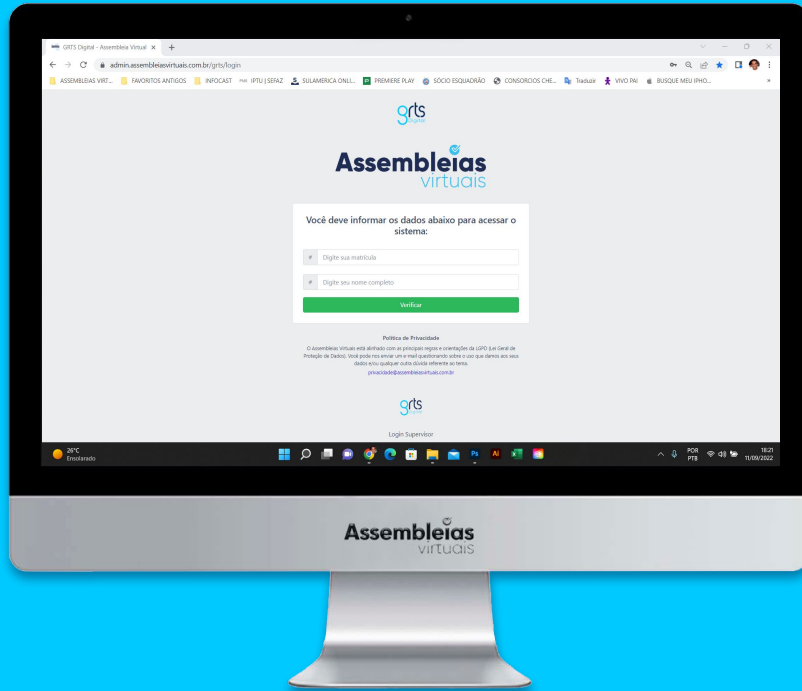 GRTS Digital - Assembleia Virtual
admin.assembleiasvirtuais.com.br/grts/login
ASSEMBLEIAS VIRT... FAVORITOS ANTIGOS INFOCAST IPTU | SEFAZ SULAMERICA ONLI... PREMIERE PLAY SÓCIO ESQUADRÃO CONSORCIOS CHE... Traduzir VIVO PAI BUSQUE MEU IPHO...
grts
Digital
Assembleias
virtuais
Você deve informar os dados abaixo para acessar o
sistema:
# Digite sua matrícula
# Digite seu nome completo
Verificar
Política de Privacidade
O Assembleias Virtuais está alinhado com as principais regras e orientações da LGPD (Lei Geral de
Proteção de Dados). Você pode nos enviar um e-mail questionando sobre o uso que damos aos seus
dados e/ou qualquer outra dúvida referente ao tema.
privacidade@assembleiasvirtuais.com.br
grts
Digital
Login Supervisor
26°C
Ensolarado
Ps
Ai
POR
PTB
18:21
11/09/2022
Assembleias
virtuais